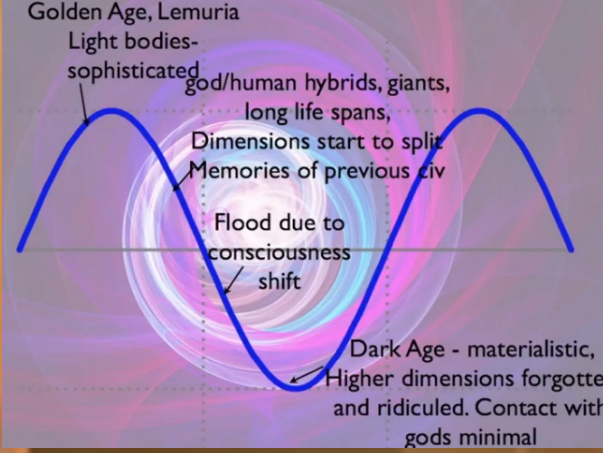 Golden Age, Lemuria
Light bodies-
sophisticated
god/human hybrids, giants,
long life spans,
Dimensions start to split
Memories of previous civ
Flood due to
consciousness
shift
Dark Age - materialistic,
Higher dimensions forgotte
and ridiculed. Contact with
gods minimal